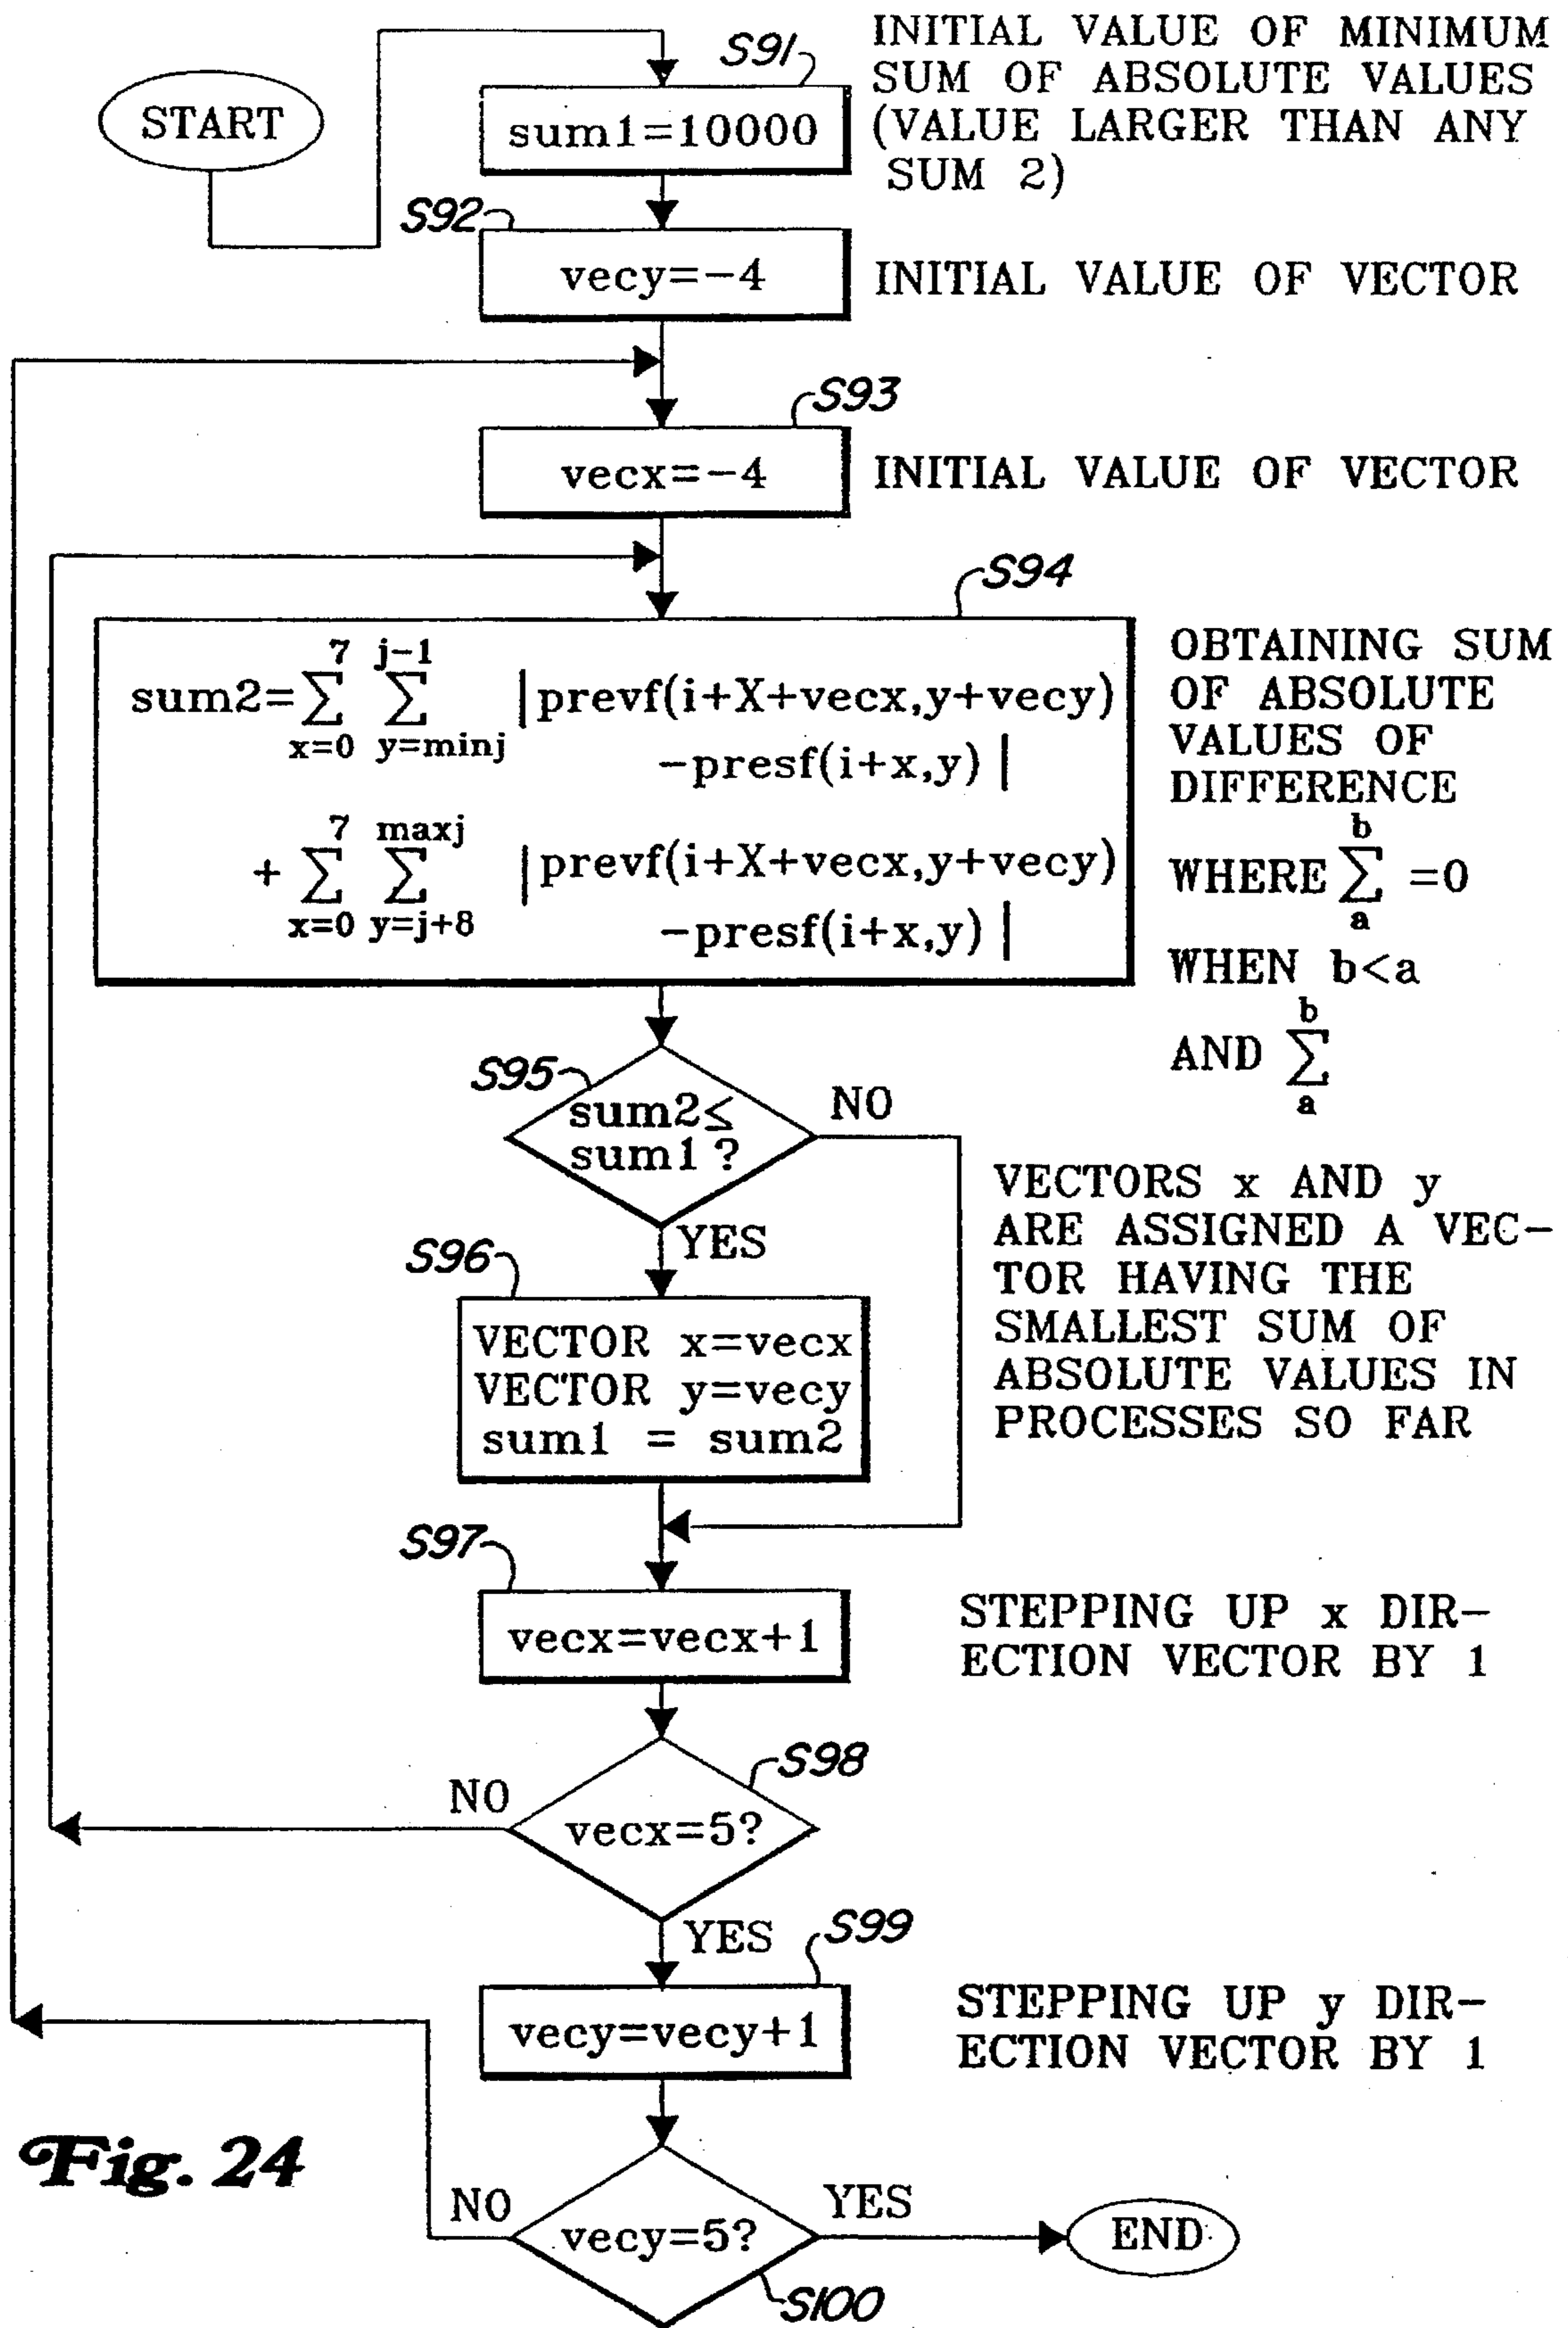 START
S91
sum1=10000
INITIAL VALUE OF MINIMUM
SUM OF ABSOLUTE VALUES
(VALUE LARGER THAN ANY
SUM 2)
S92
vecy=-4
INITIAL VALUE OF VECTOR
S93
vecx=-4
INITIAL VALUE OF VECTOR
S94
7 j-1
sum2=∑ ∑ |prevf(i+X+vecx,y+vecy)
x=0 y=minj
-presf(i+x,y) |
7 maxj
+ ∑ ∑ |prevf(i+X+vecx,y+vecy)
x=0 y=j+8
-presf(i+x,y) |
OBTAINING SUM
OF ABSOLUTE
VALUES OF
DIFFERENCE
b
WHERE ∑ =0
a
WHEN b<a
b
AND ∑
a
S95
sum2≤
sum1 ?
NO
YES
S96
VECTOR x=vecx
VECTOR y=vecy
sum1 = sum2
VECTORS x AND y
ARE ASSIGNED A VEC-
TOR HAVING THE
SMALLEST SUM OF
ABSOLUTE VALUES IN
PROCESSES SO FAR
S97
vecx=vecx+1
STEPPING UP x DIR-
ECTION VECTOR BY 1
S98
NO
vecx=5?
YES
S99
vecy=vecy+1
STEPPING UP y DIR-
ECTION VECTOR BY 1
Fig. 24
NO
vecy=5?
YES
END
S100